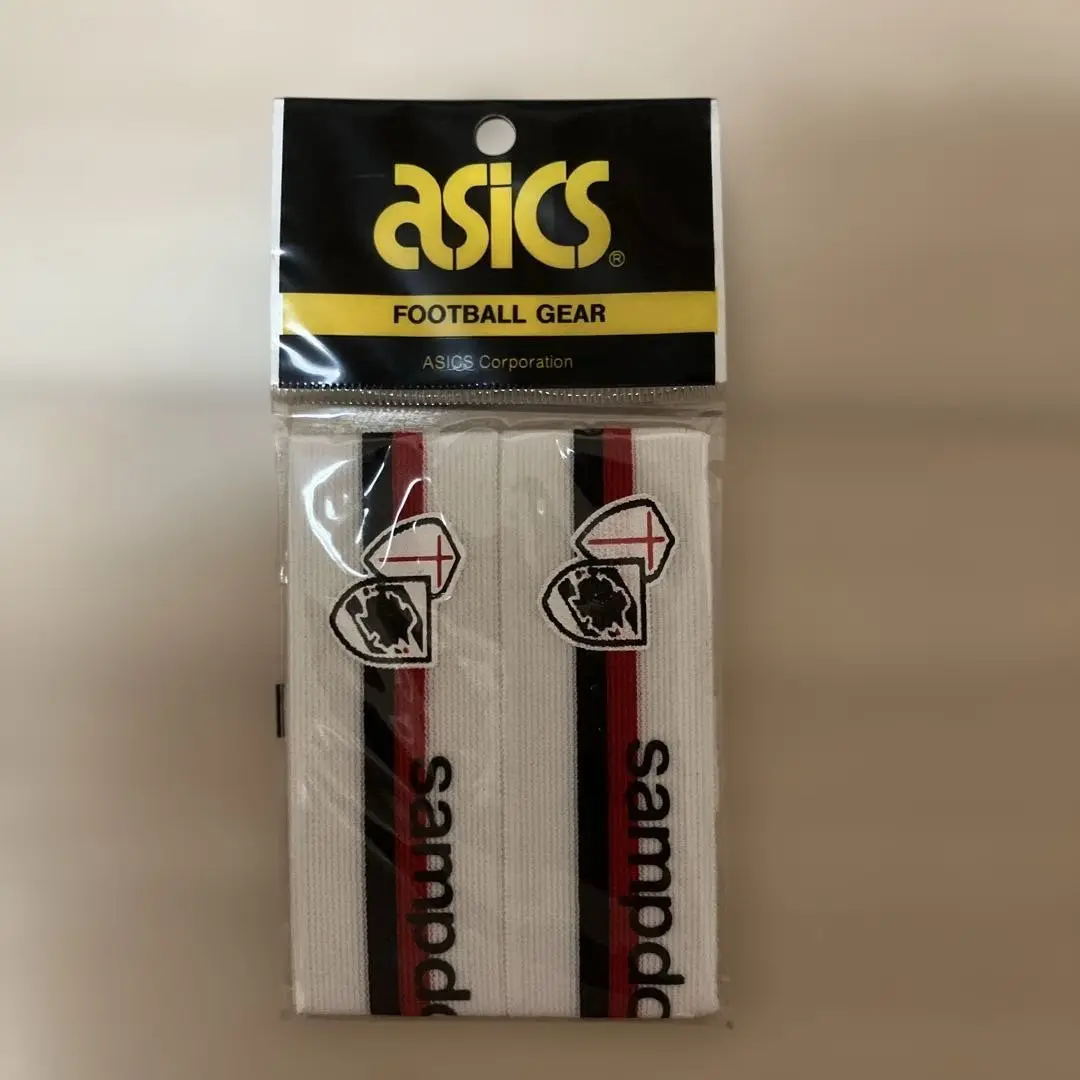 asics®
FOOTBALL GEAR
ASICS Corporation
sampdo
sampdo